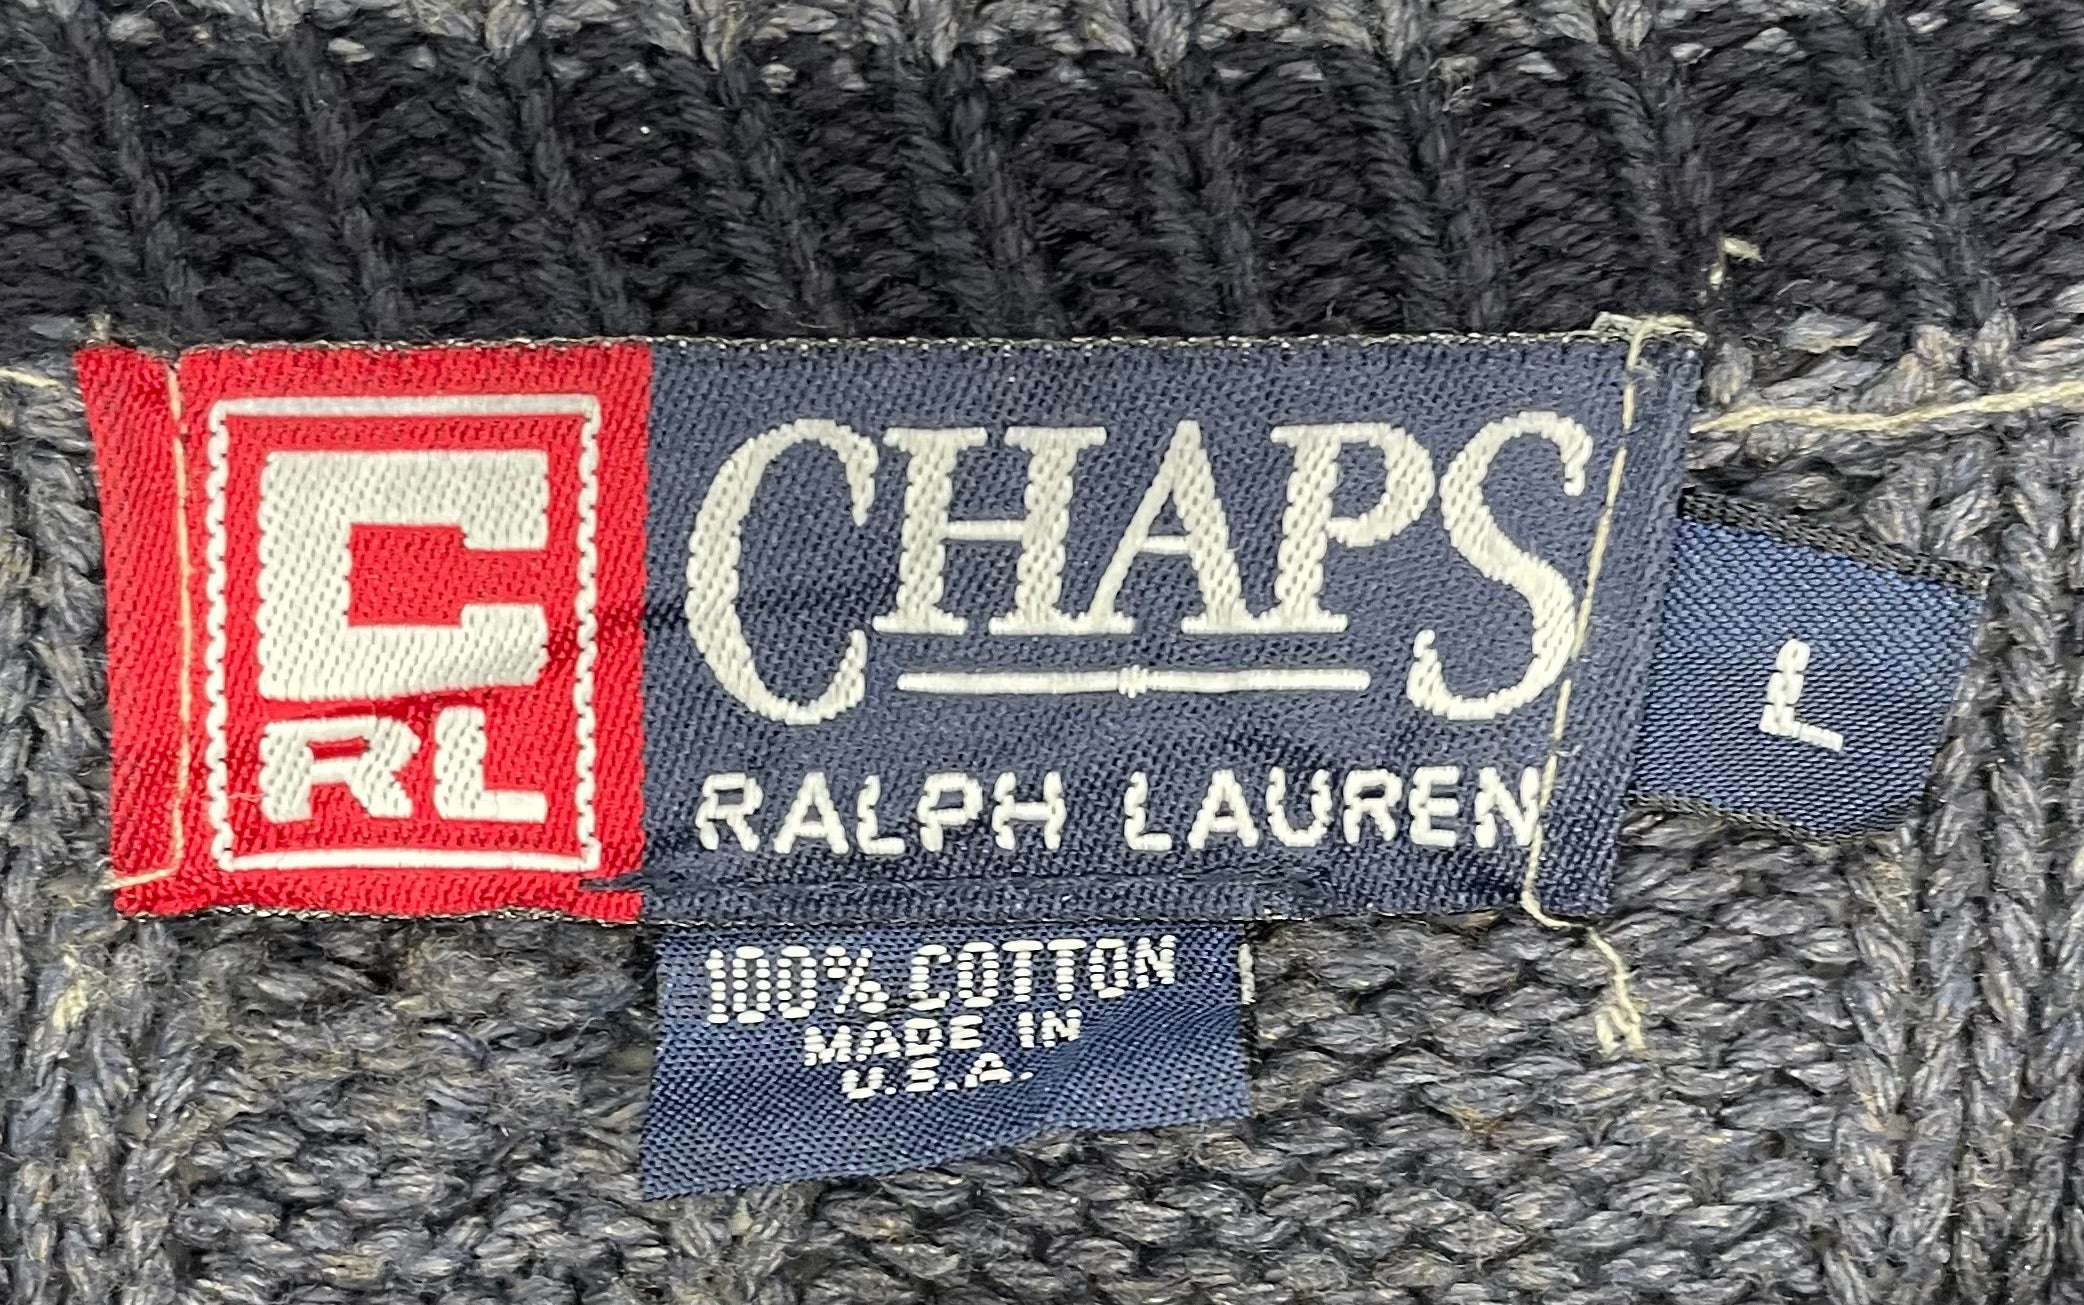 C
RL
CHAPS
RALPH LAUREN
L
100% COTTON
MADE IN
U.S.A.